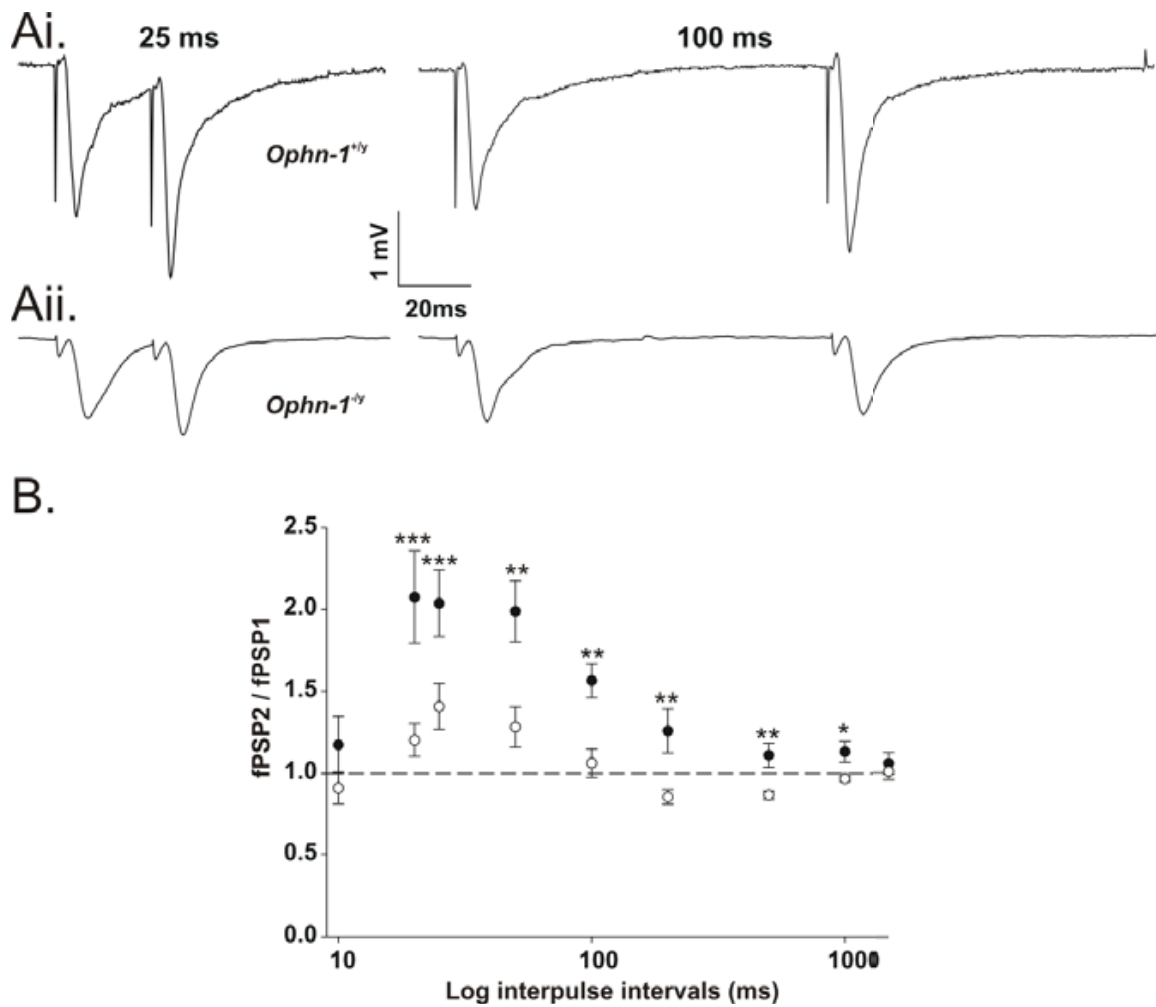 Ai.
25 ms
100 ms
Ophn-1+/y
1 mV
20ms
Aii.
Ophn-1-/y
B.
fPSP2 / fPSP1
2.5
2.0
1.5
1.0
0.5
0.0
***
***
**
**
**
**
*
10
100
1000
Log interpulse intervals (ms)